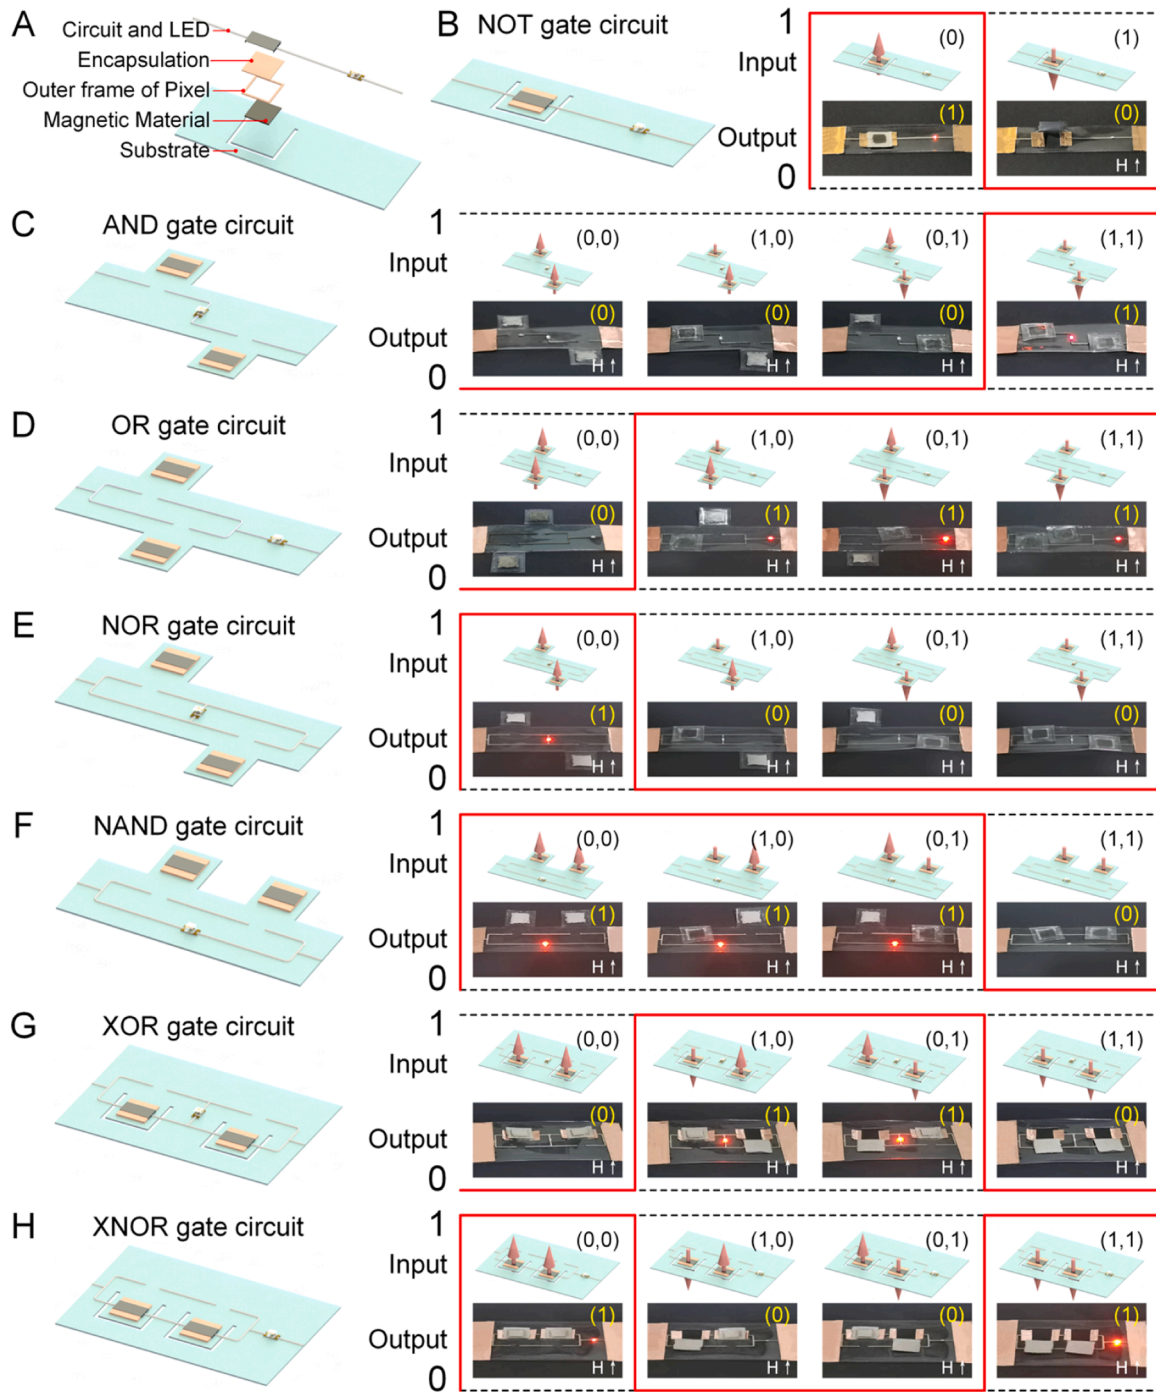 A
Circuit and LED
Encapsulation
Outer frame of Pixel
Magnetic Material
Substrate
B NOT gate circuit
1
Input
Output
0
(0) (1)
(1) (0)
H ↑
C AND gate circuit
1
Input
Output
0
(0,0) (1,0) (0,1) (1,1)
(0) (0) (0) (1)
H ↑ H ↑ H ↑ H ↑
D OR gate circuit
1
Input
Output
0
(0,0) (1,0) (0,1) (1,1)
(0) (1) (1) (1)
H ↑ H ↑ H ↑ H ↑
E NOR gate circuit
1
Input
Output
0
(0,0) (1,0) (0,1) (1,1)
(1) (0) (0) (0)
H ↑ H ↑ H ↑ H ↑
F NAND gate circuit
1
Input
Output
0
(0,0) (1,0) (0,1) (1,1)
(1) (1) (1) (0)
H ↑ H ↑ H ↑ H ↑
G XOR gate circuit
1
Input
Output
0
(0,0) (1,0) (0,1) (1,1)
(0) (1) (1) (0)
H ↑ H ↑ H ↑ H ↑
H XNOR gate circuit
1
Input
Output
0
(0,0) (1,0) (0,1) (1,1)
(1) (0) (0) (1)
H ↑ H ↑ H ↑ H ↑